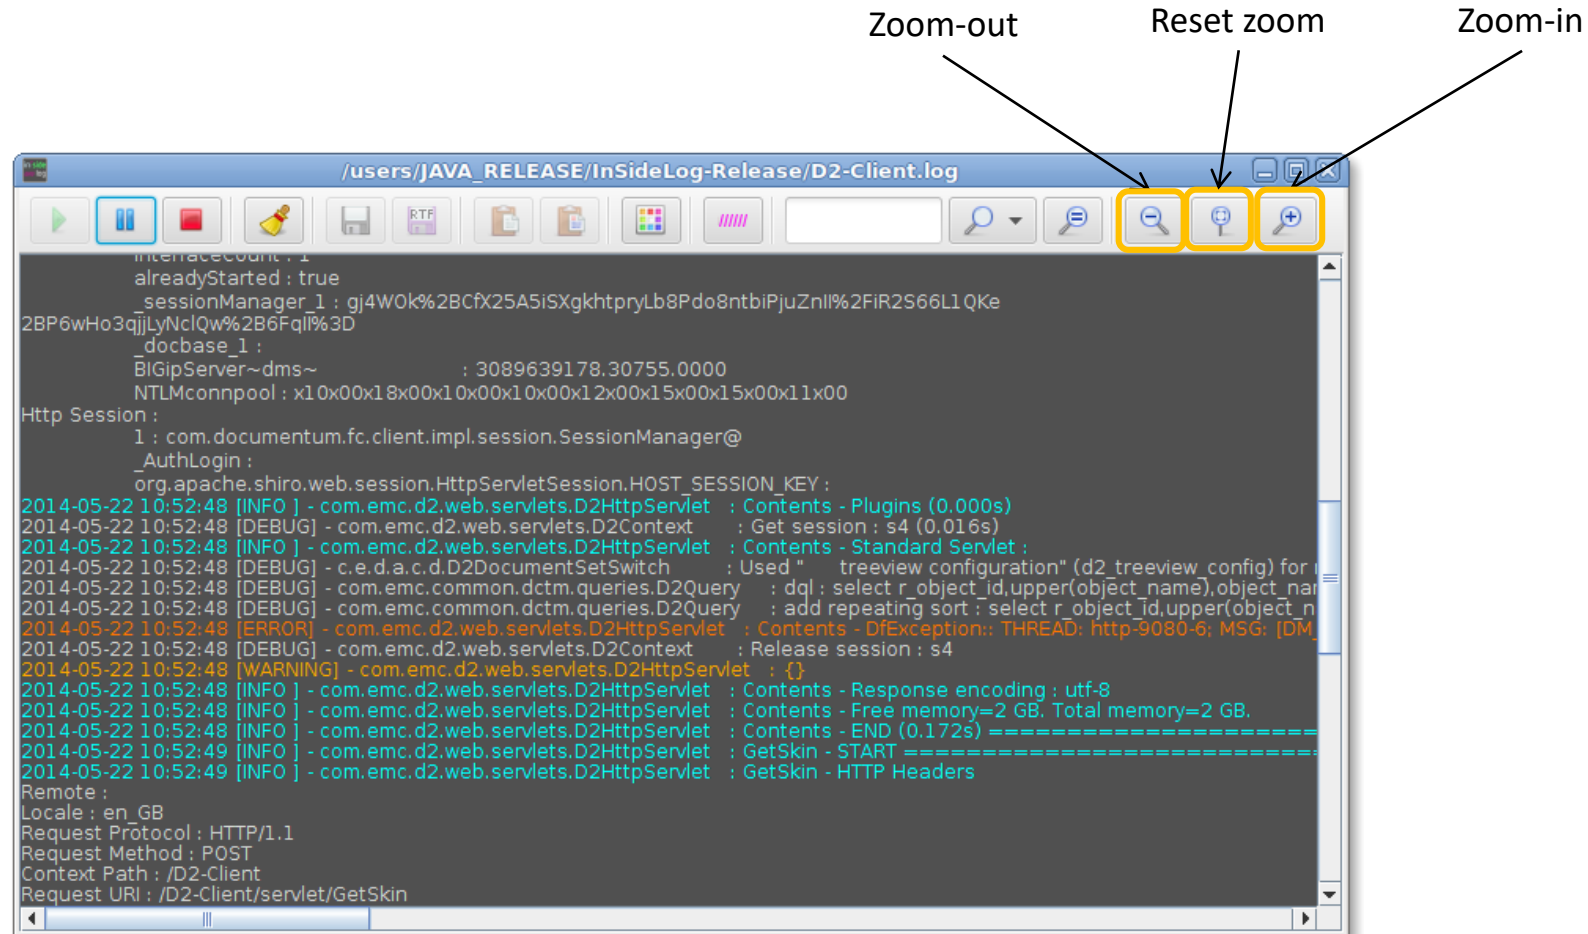 Zoom-out Reset zoom Zoom-in
/users/JAVA_RELEASE/InSideLog-Release/D2-Client.log
RTF
interfaceCount : 1
alreadyStarted : true
_sessionManager_1 : gj4WOk%2BCfX25A5iSXgkhtpryLb8Pdo8ntbiPjuZnII%2FiR2S66L1QKe
2BP6wHo3qjjLyNclQw%2B6FqII%3D
_docbase_1 :
BIGipServer~dms~ : 3089639178.30755.0000
NTLMconnpool : x10x00x18x00x10x00x10x00x12x00x15x00x15x00x11x00
Http Session :
1 : com.documentum.fc.client.impl.session.SessionManager@
_AuthLogin :
org.apache.shiro.web.session.HttpServletSession.HOST_SESSION_KEY :
2014-05-22 10:52:48 [INFO ] - com.emc.d2.web.servlets.D2HttpServlet : Contents - Plugins (0.000s)
2014-05-22 10:52:48 [DEBUG] - com.emc.d2.web.servlets.D2Context : Get session : s4 (0.016s)
2014-05-22 10:52:48 [INFO ] - com.emc.d2.web.servlets.D2HttpServlet : Contents - Standard Servlet :
2014-05-22 10:52:48 [DEBUG] - c.e.d.a.c.d.D2DocumentSetSwitch : Used " treeview configuration" (d2_treeview_config) for
2014-05-22 10:52:48 [DEBUG] - com.emc.common.dctm.queries.D2Query : dql : select r_object_id,upper(object_name),object_nar
2014-05-22 10:52:48 [DEBUG] - com.emc.common.dctm.queries.D2Query : add repeating sort : select r_object_id,upper(object_n
2014-05-22 10:52:48 [ERROR] - com.emc.d2.web.servlets.D2HttpServlet : Contents - DfException:: THREAD: http-9080-6; MSG: [DM_
2014-05-22 10:52:48 [DEBUG] - com.emc.d2.web.servlets.D2Context : Release session : s4
2014-05-22 10:52:48 [WARNING] - com.emc.d2.web.servlets.D2HttpServlet : {}
2014-05-22 10:52:48 [INFO ] - com.emc.d2.web.servlets.D2HttpServlet : Contents - Response encoding : utf-8
2014-05-22 10:52:48 [INFO ] - com.emc.d2.web.servlets.D2HttpServlet : Contents - Free memory=2 GB. Total memory=2 GB.
2014-05-22 10:52:48 [INFO ] - com.emc.d2.web.servlets.D2HttpServlet : Contents - END (0.172s) =====================
2014-05-22 10:52:49 [INFO ] - com.emc.d2.web.servlets.D2HttpServlet : GetSkin - START ==========================
2014-05-22 10:52:49 [INFO ] - com.emc.d2.web.servlets.D2HttpServlet : GetSkin - HTTP Headers
Remote :
Locale : en_GB
Request Protocol : HTTP/1.1
Request Method : POST
Context Path : /D2-Client
Request URI : /D2-Client/servlet/GetSkin